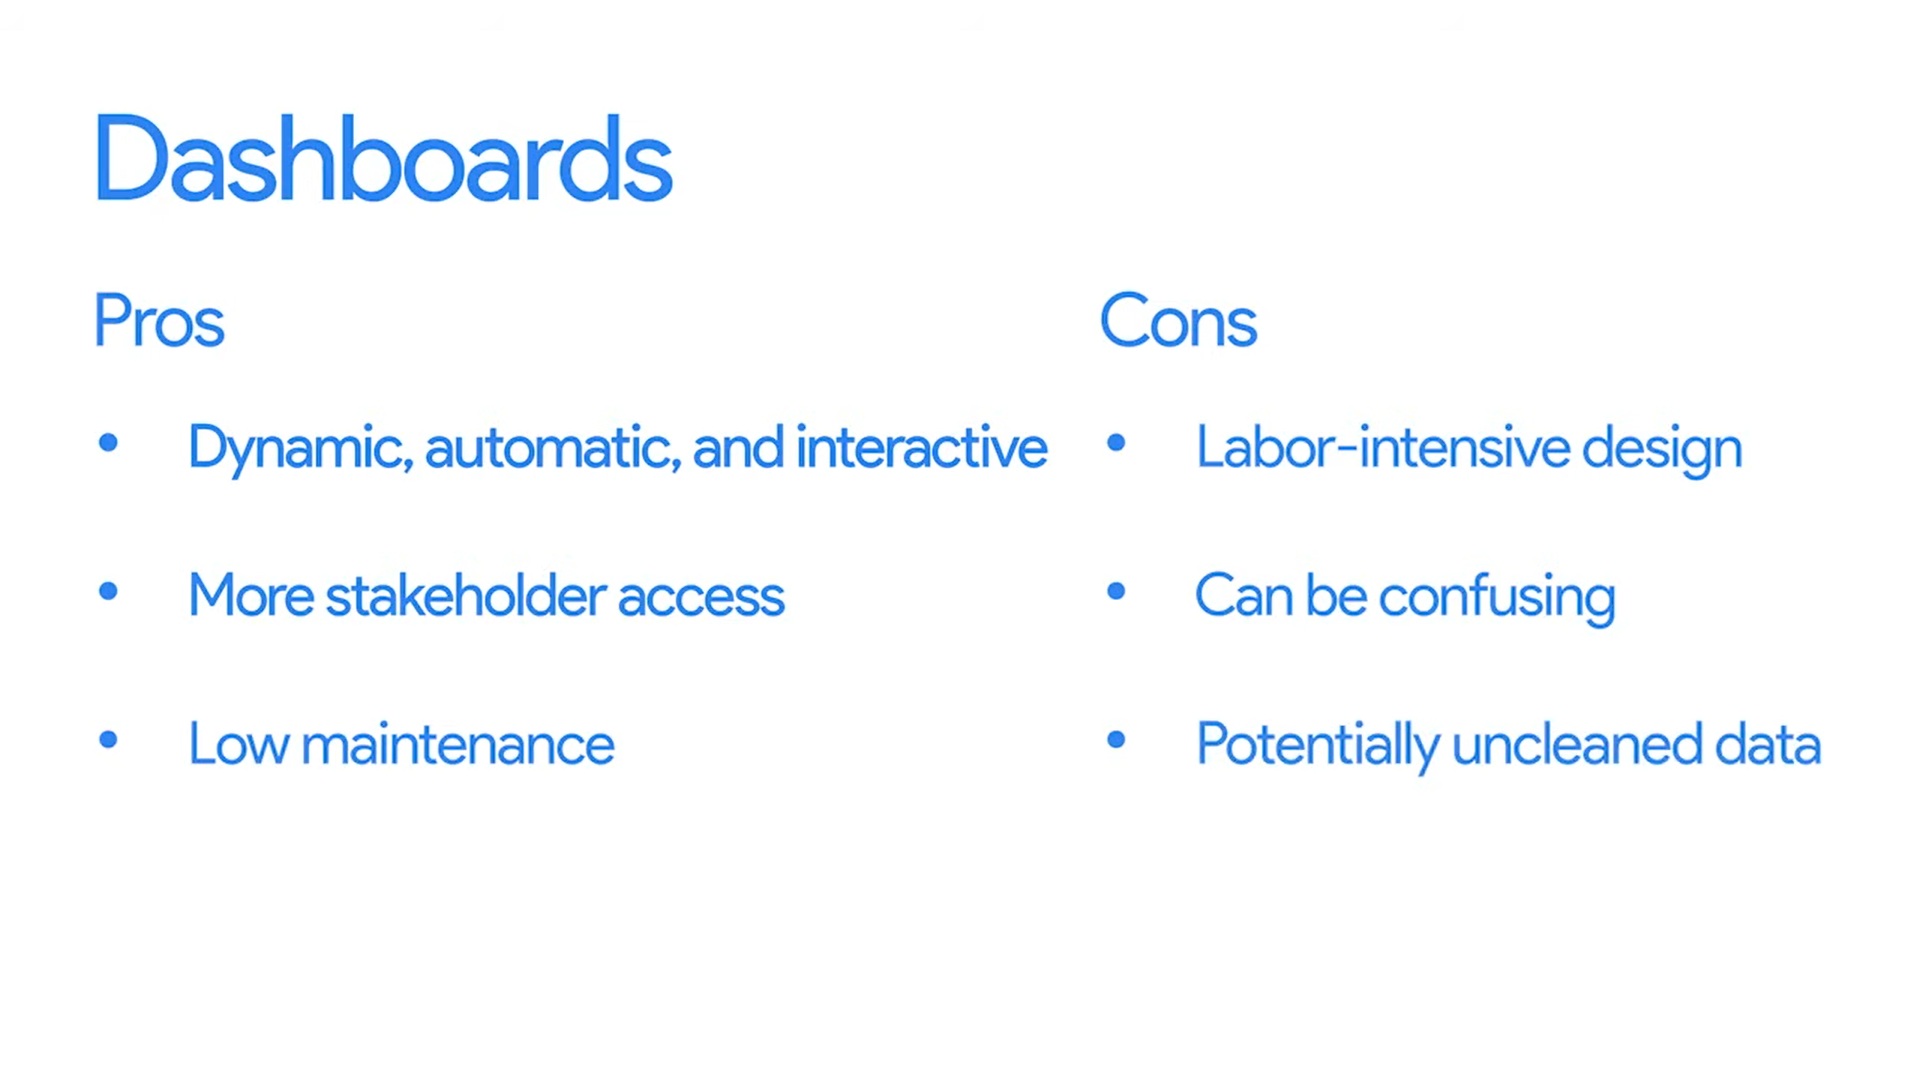 Dashboards
Pros
• Dynamic, automatic, and interactive
• More stakeholder access
• Low maintenance
Cons
• Labor-intensive design
• Can be confusing
• Potentially uncleaned data